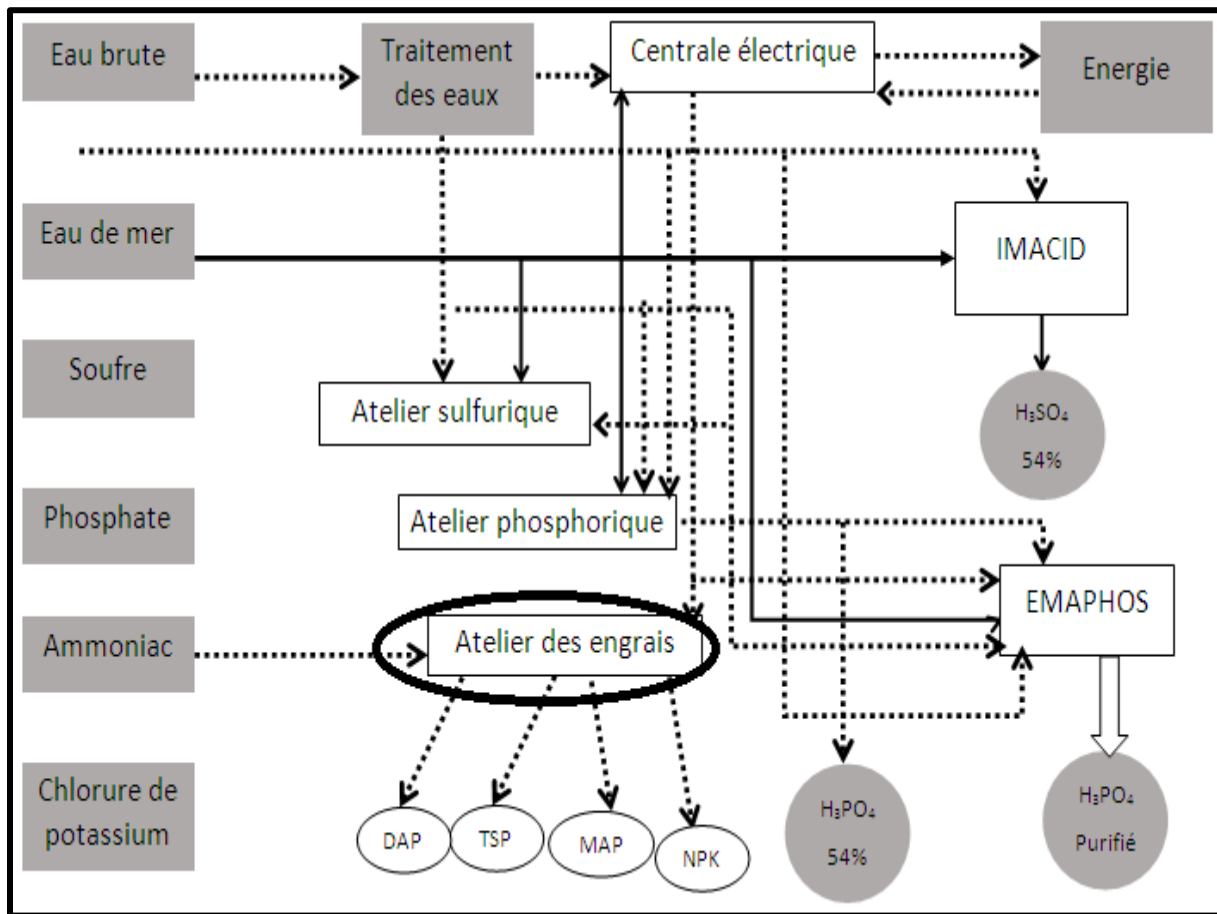 Eau brute
Traitement
des eaux
Centrale électrique
Energie
Eau de mer
IMACID
Soufre
Atelier sulfurique
H₃SO₄
54%
Phosphate
Atelier phosphorique
EMAPHOS
Ammoniac
Atelier des engrais
Chlorure de
potassium
DAP
TSP
MAP
NPK
H₃PO₄
54%
H₃PO₄
Purifié